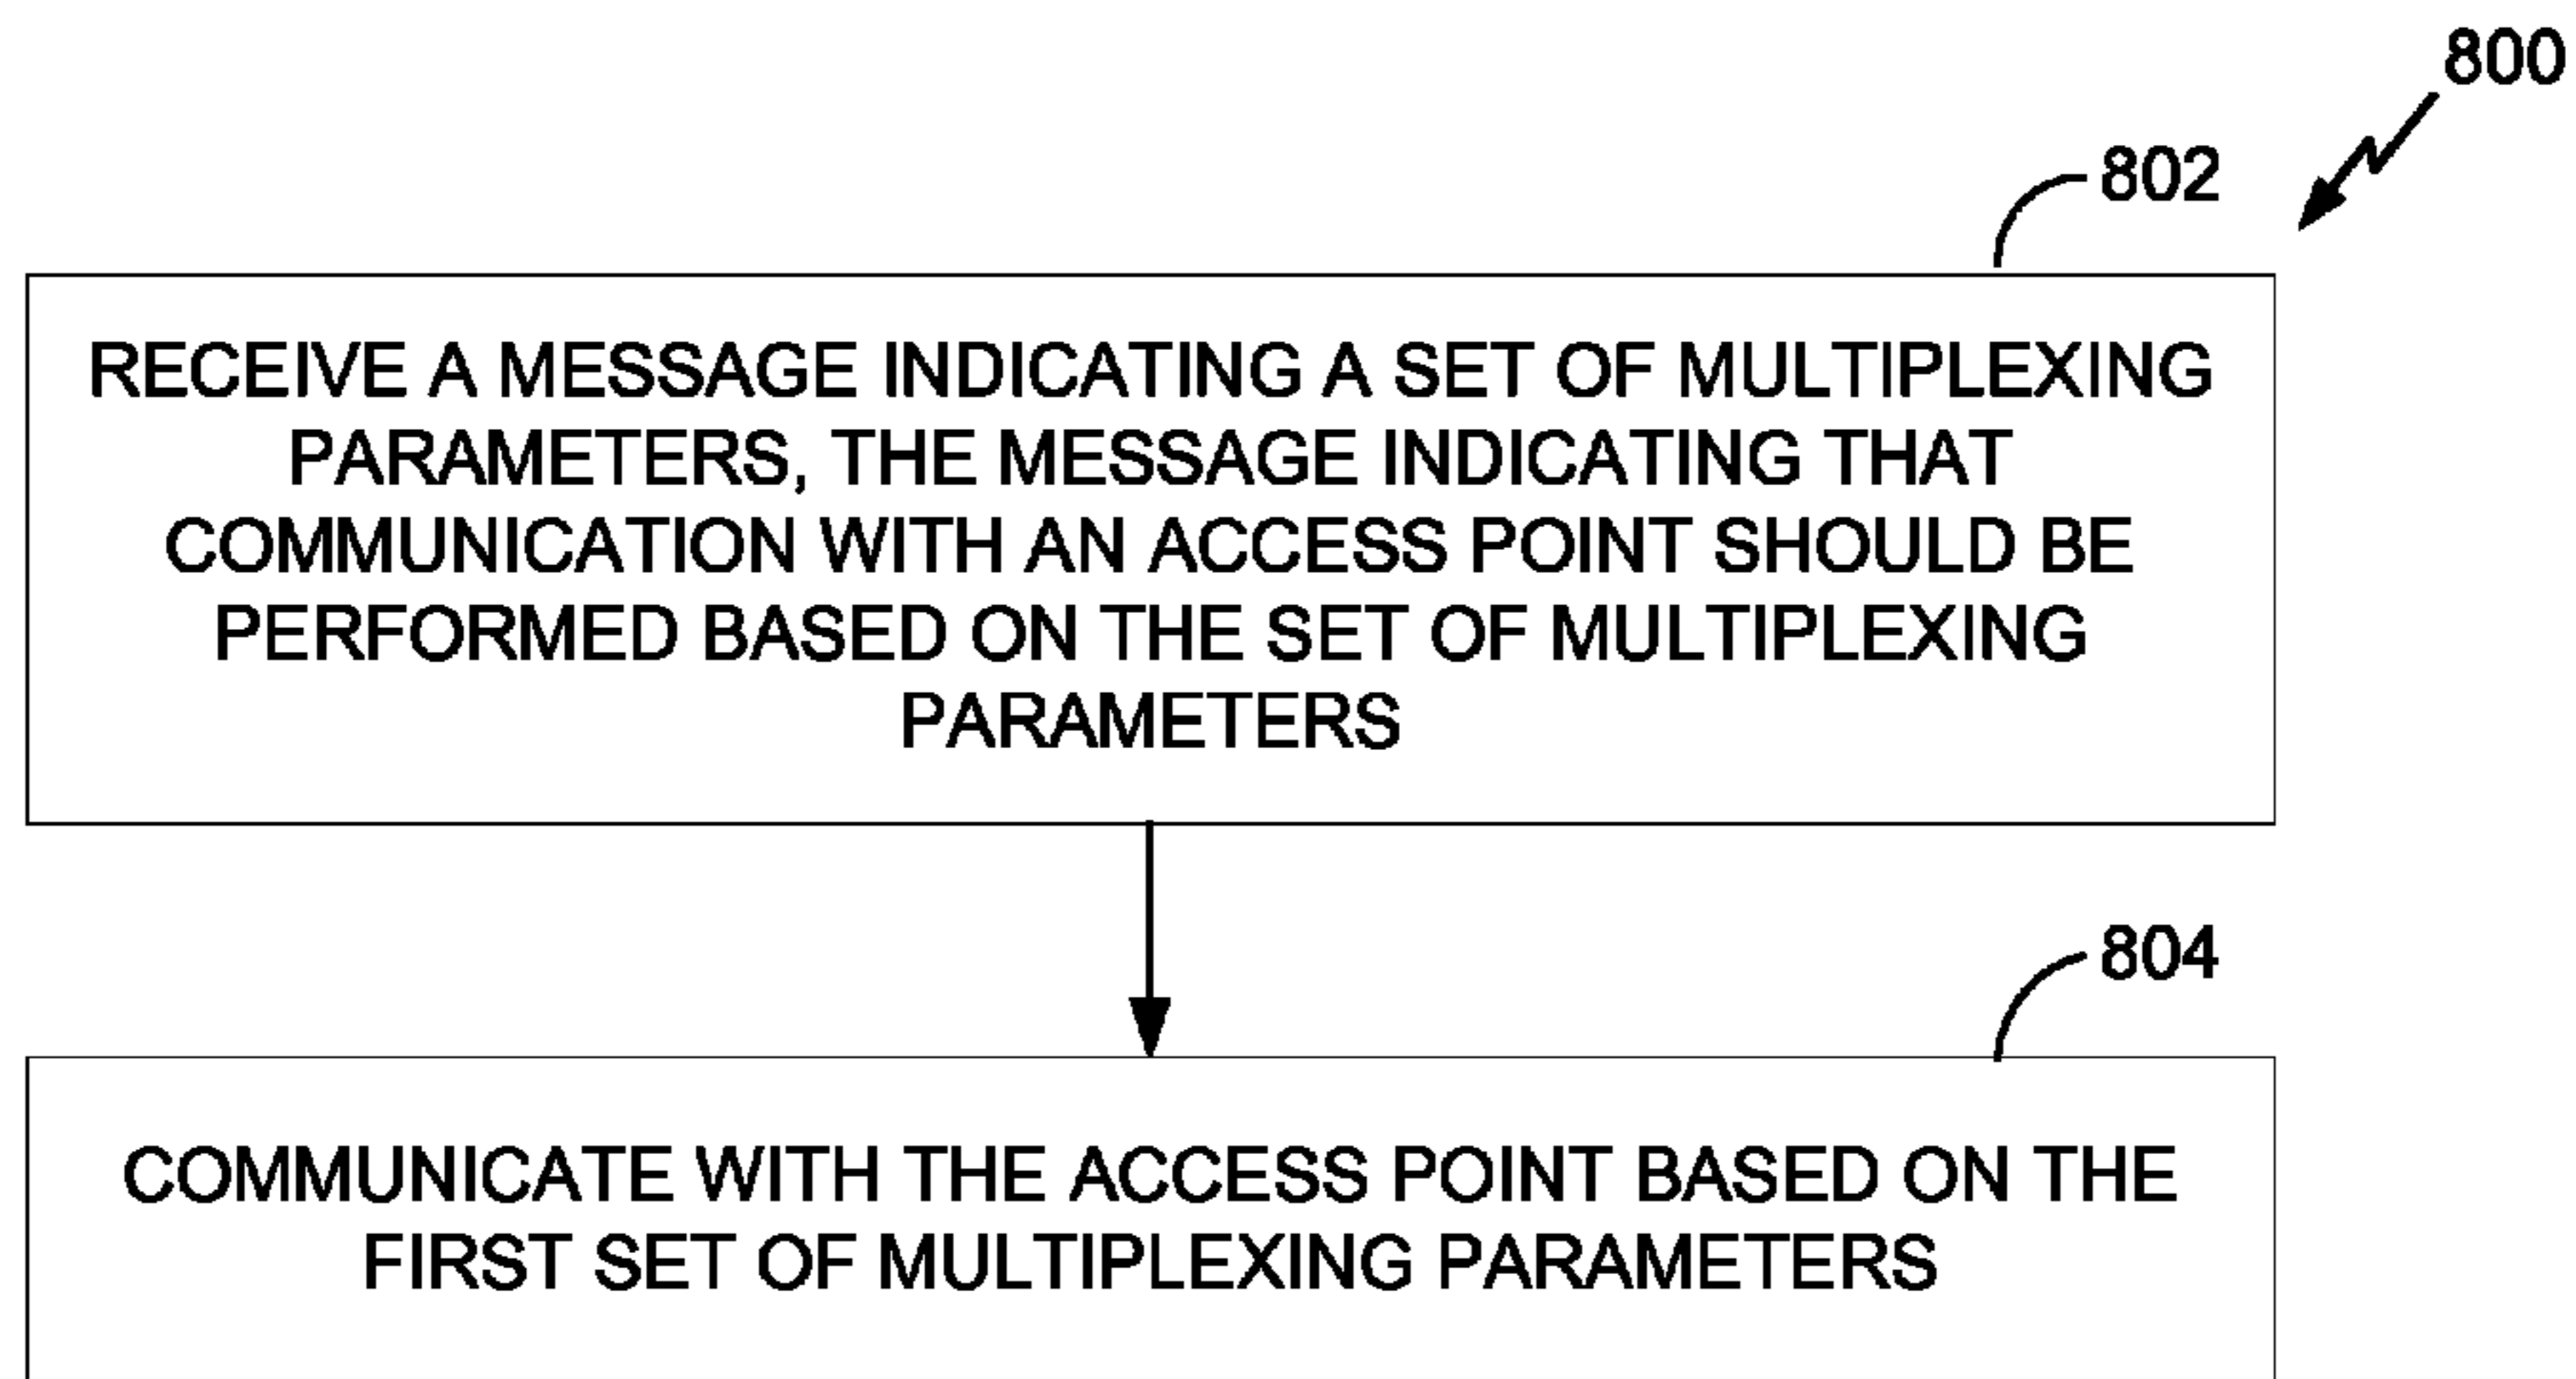 800
802
RECEIVE A MESSAGE INDICATING A SET OF MULTIPLEXING
PARAMETERS, THE MESSAGE INDICATING THAT
COMMUNICATION WITH AN ACCESS POINT SHOULD BE
PERFORMED BASED ON THE SET OF MULTIPLEXING
PARAMETERS
804
COMMUNICATE WITH THE ACCESS POINT BASED ON THE
FIRST SET OF MULTIPLEXING PARAMETERS